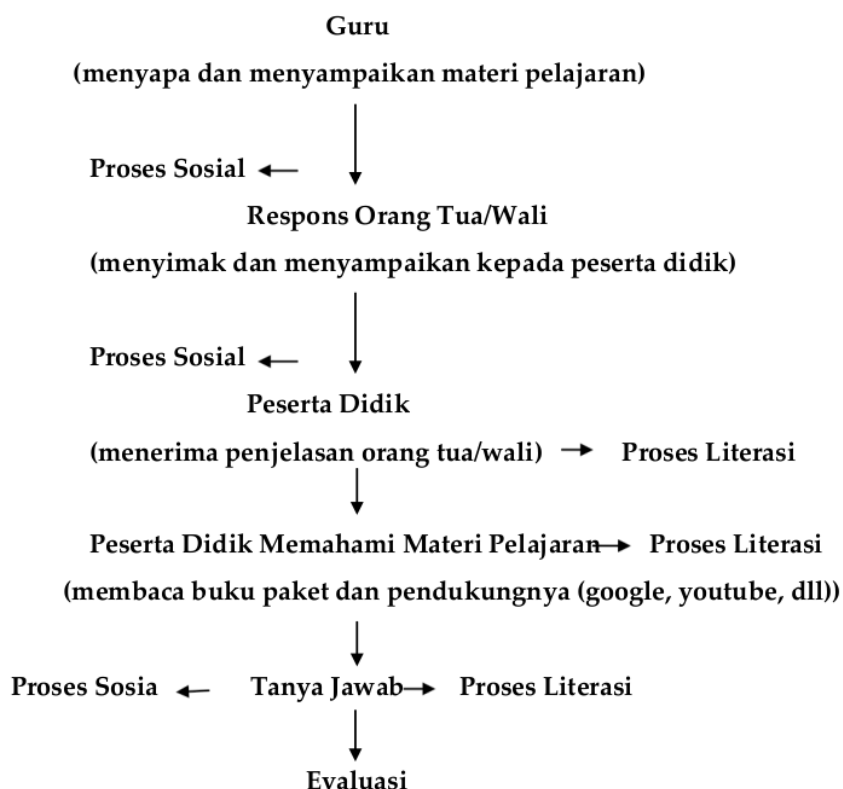 Guru
(menyapa dan menyampaikan materi pelajaran)
Proses Sosial
Respons Orang Tua/Wali
(menyimak dan menyampaikan kepada peserta didik)
Proses Sosial
Peserta Didik
(menerima penjelasan orang tua/wali) Proses Literasi
Peserta Didik Memahami Materi Pelajaran Proses Literasi
(membaca buku paket dan pendukungnya (google, youtube, dll))
Proses Sosia Tanya Jawab Proses Literasi
Evaluasi